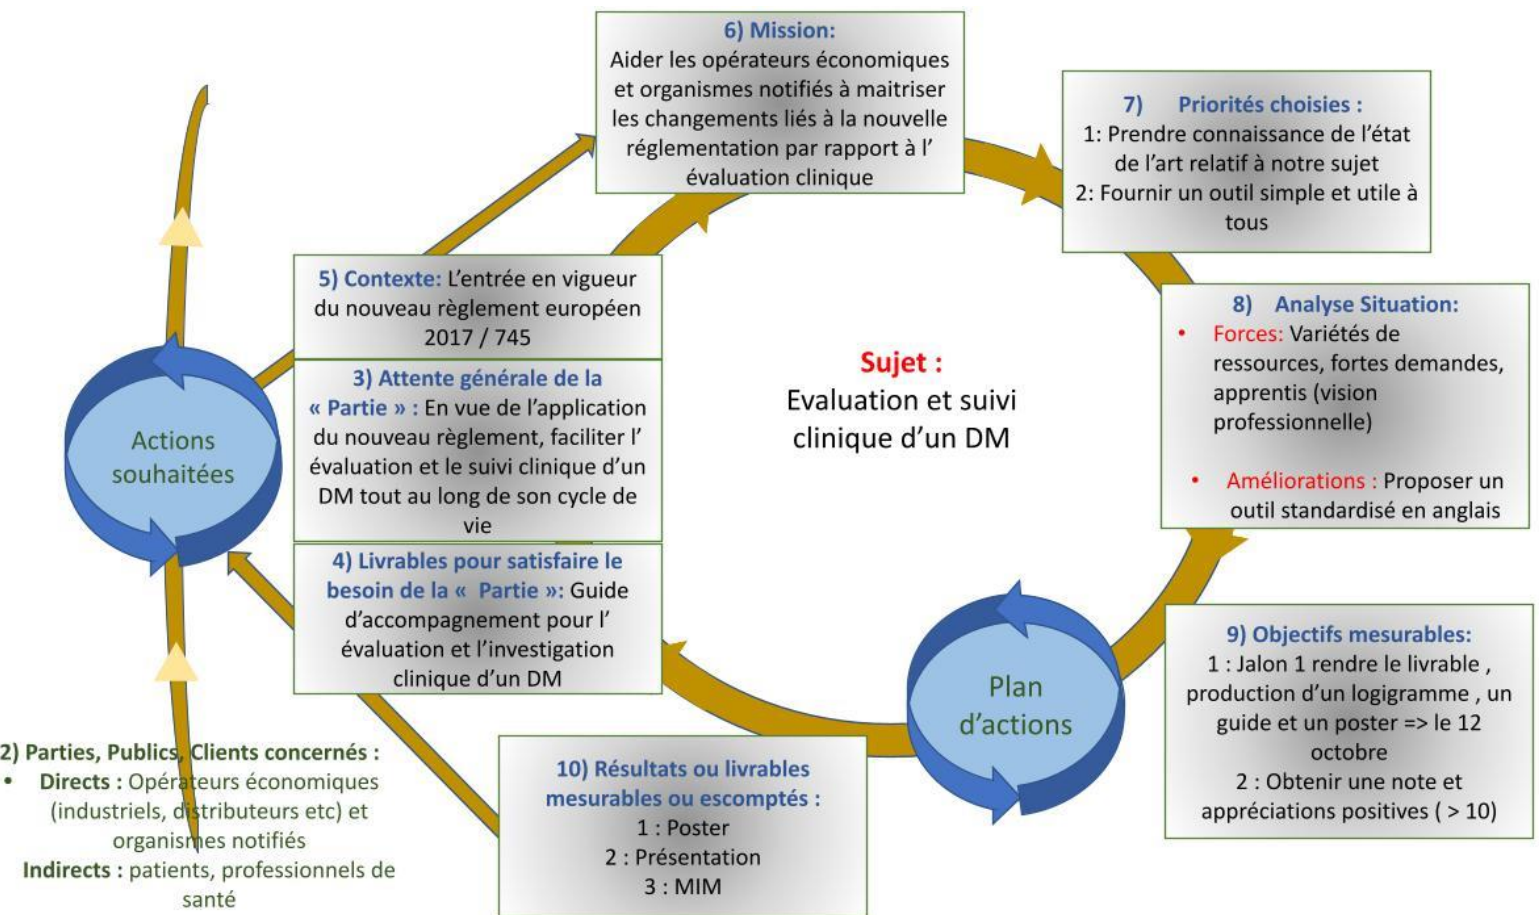 6) Mission:
Aider les opérateurs économiques
et organismes notifiés à maitriser
les changements liés à la nouvelle
réglementation par rapport à l’
évaluation clinique
7) Priorités choisies :
1: Prendre connaissance de l’état
de l’art relatif à notre sujet
2: Fournir un outil simple et utile à
tous
5) Contexte: L’entrée en vigueur
du nouveau règlement européen
2017 / 745
8) Analyse Situation:
• Forces: Variétés de
ressources, fortes demandes,
apprentis (vision
professionnelle)
• Améliorations : Proposer un
outil standardisé en anglais
Sujet :
Evaluation et suivi
clinique d’un DM
3) Attente générale de la
« Partie » : En vue de l’application
du nouveau règlement, faciliter l’
évaluation et le suivi clinique d’un
DM tout au long de son cycle de
vie
Actions
souhaitées
4) Livrables pour satisfaire le
besoin de la « Partie »: Guide
d’accompagnement pour l’
évaluation et l’investigation
clinique d’un DM
Plan
d’actions
9) Objectifs mesurables:
1 : Jalon 1 rendre le livrable ,
production d’un logigramme , un
guide et un poster => le 12
octobre
2 : Obtenir une note et
appréciations positives ( > 10)
2) Parties, Publics, Clients concernés :
• Directs : Opérateurs économiques
(industriels, distributeurs etc) et
organismes notifiés
Indirects : patients, professionnels de
santé
10) Résultats ou livrables
mesurables ou escomptés :
1 : Poster
2 : Présentation
3 : MIM